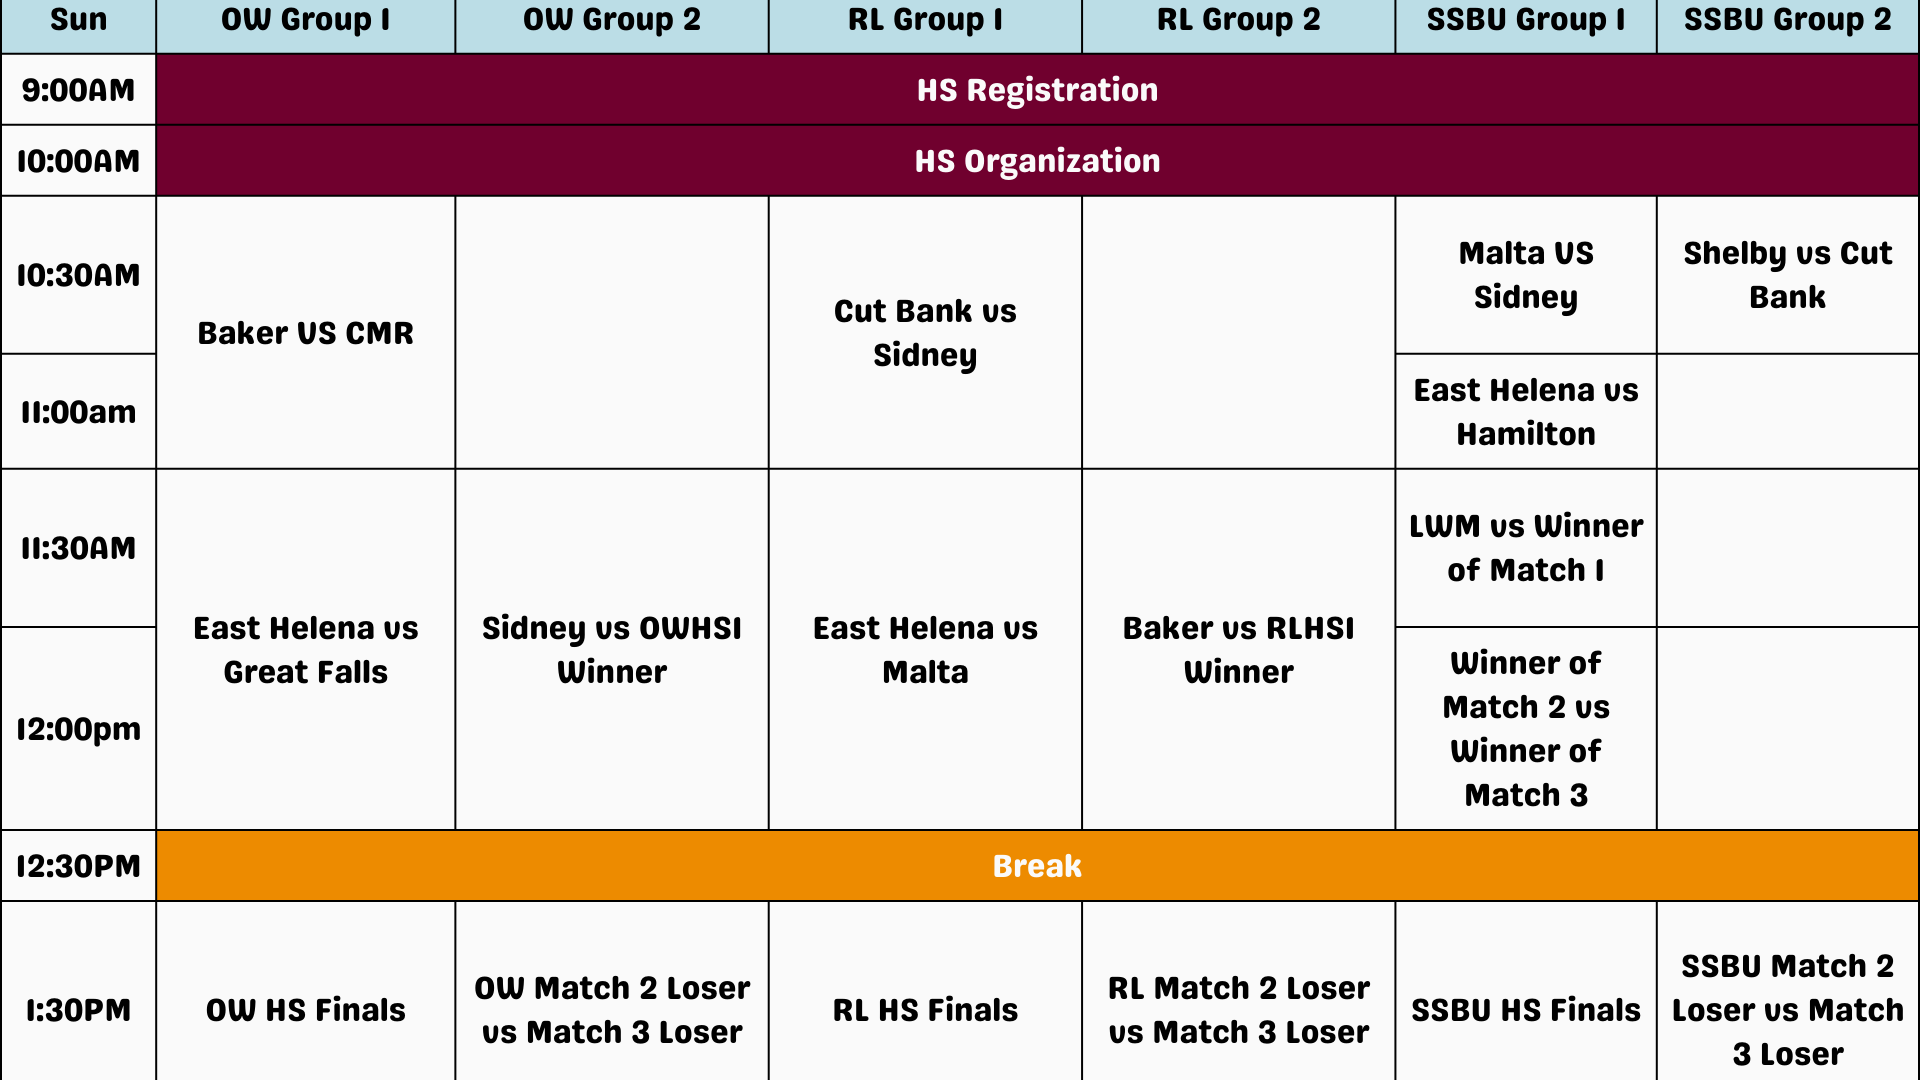 Sun
OW Group 1
OW Group 2
RL Group 1
RL Group 2
SSBU Group 1
SSBU Group 2
9:00AM
HS Registration
10:00AM
HS Organization
10:30AM
Baker VS CMR
Cut Bank vs
Sidney
Malta VS
Sidney
Shelby vs Cut
Bank
11:00am
East Helena vs
Hamilton
11:30AM
East Helena vs
Great Falls
Sidney vs OWHS1
Winner
East Helena vs
Malta
Baker vs RLHS1
Winner
LWM vs Winner
of Match 1
12:00pm
Winner of
Match 2 vs
Winner of
Match 3
12:30PM
Break
1:30PM
OW HS Finals
OW Match 2 Loser
vs Match 3 Loser
RL HS Finals
RL Match 2 Loser
vs Match 3 Loser
SSBU HS Finals
SSBU Match 2
Loser vs Match
3 Loser